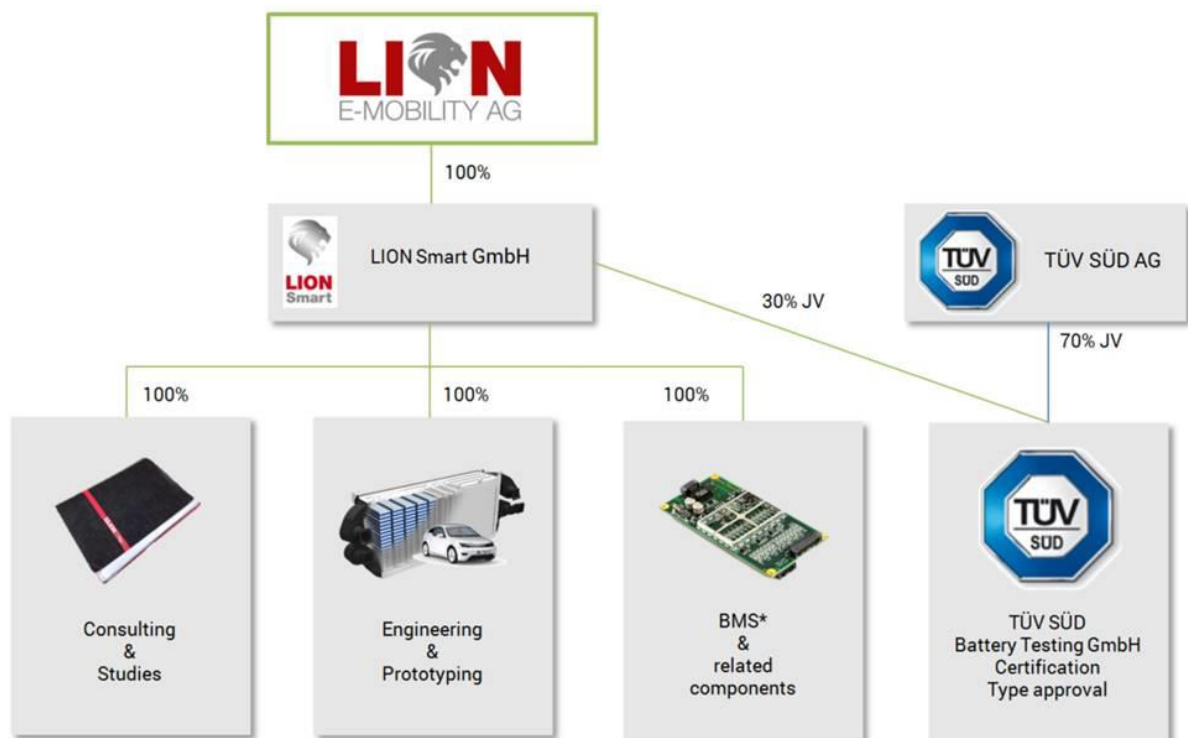 LION
E-MOBILITY AG
100%
LION
Smart
LION Smart GmbH
TÜV
SÜD
TÜV SÜD AG
30% JV
70% JV
100%
100%
100%
Consulting
&
Studies
Engineering
&
Prototyping
BMS*
&
related
components
TÜV
SÜD
TÜV SÜD
Battery Testing GmbH
Certification
Type approval